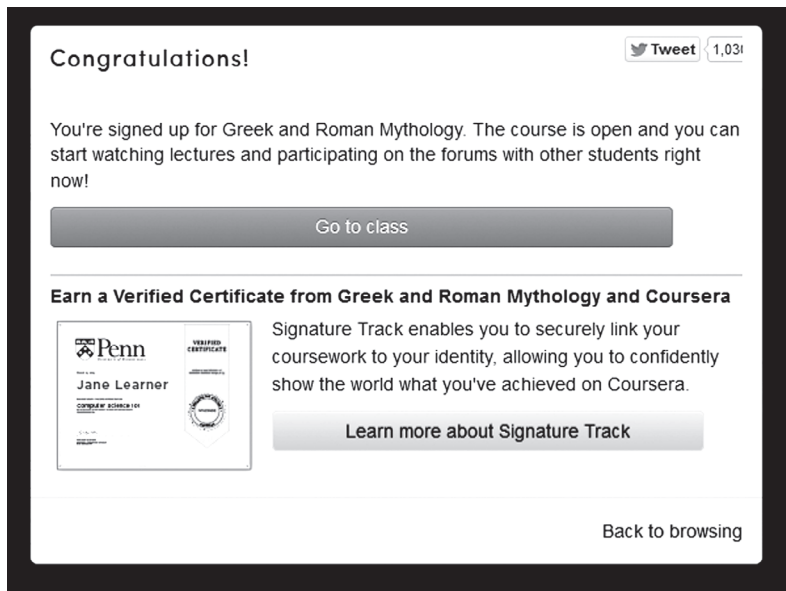 Congratulations!
Tweet
1,03
You're signed up for Greek and Roman Mythology. The course is open and you can
start watching lectures and participating on the forums with other students right
now!
Go to class
Earn a Verified Certificate from Greek and Roman Mythology and Coursera
Penn
VERIFIED
CERTIFICATE
Jane Learner
computer science 101
Signature Track enables you to securely link your
coursework to your identity, allowing you to confidently
show the world what you've achieved on Coursera.
Learn more about Signature Track
Back to browsing